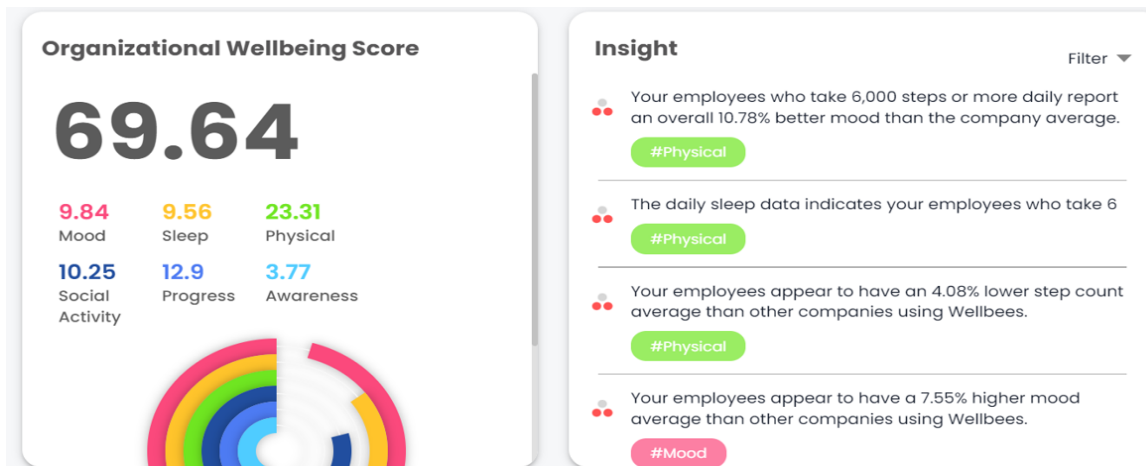 Organizational Wellbeing Score
69.64
9.84
Mood
9.56
Sleep
23.31
Physical
10.25
Social
Activity
12.9
Progress
3.77
Awareness
Insight
Filter
Your employees who take 6,000 steps or more daily report
an overall 10.78% better mood than the company average.
#Physical
The daily sleep data indicates your employees who take 6
#Physical
Your employees appear to have an 4.08% lower step count
average than other companies using Wellbees.
#Physical
Your employees appear to have a 7.55% higher mood
average than other companies using Wellbees.
#Mood